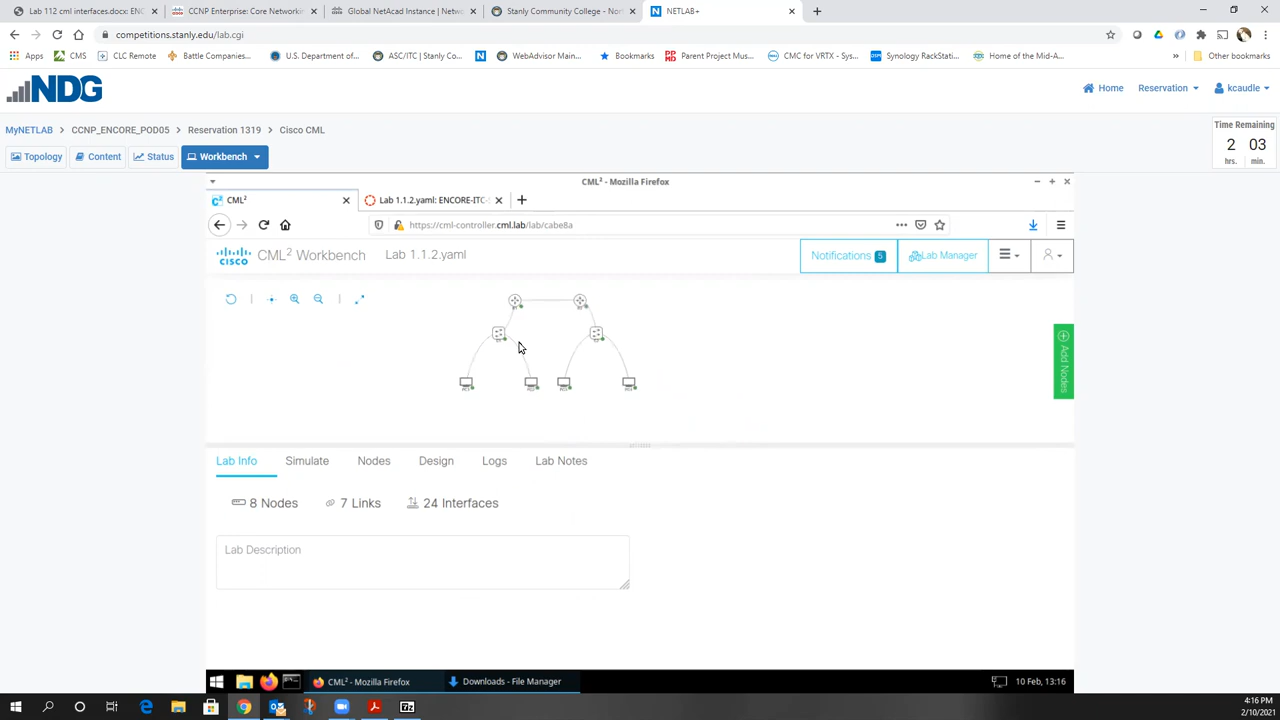 Lab 112 cml interfaces.docx: ENC
CCNP Enterprise: Core Networkin
Global NetAcad Instance | Netwo
Stanly Community College - Nort
NETLAB+
competitions.stanly.edu/lab.cgi
Apps
CMS
CLC Remote
Battle Companies...
U.S. Department of...
ASC/ITC | Stanly Co...
WebAdvisor Main...
Bookmarks
Parent Project Mus...
CMC for VRTX - Sys...
Synology RackStati...
Home of the Mid-A...
»
Other bookmarks
NDG
Home
Reservation
kcaudle
MyNETLAB > CCNP_ENCORE_POD05 > Reservation 1319 > Cisco CML
Time Remaining
2 03
hrs. min.
Topology
Content
Status
Workbench
CML² - Mozilla Firefox
CML²
Lab 1.1.2.yaml: ENCORE-ITC-
https://cml-controller.cml.lab/lab/cabe8a
CISCO
CML² Workbench
Lab 1.1.2.yaml
Notifications 5
Lab Manager
Add Nodes
Lab Info
Simulate
Nodes
Design
Logs
Lab Notes
8 Nodes
7 Links
24 Interfaces
Lab Description
CML² - Mozilla Firefox
Downloads - File Manager
10 Feb, 13:16
4:16 PM
2/10/2021